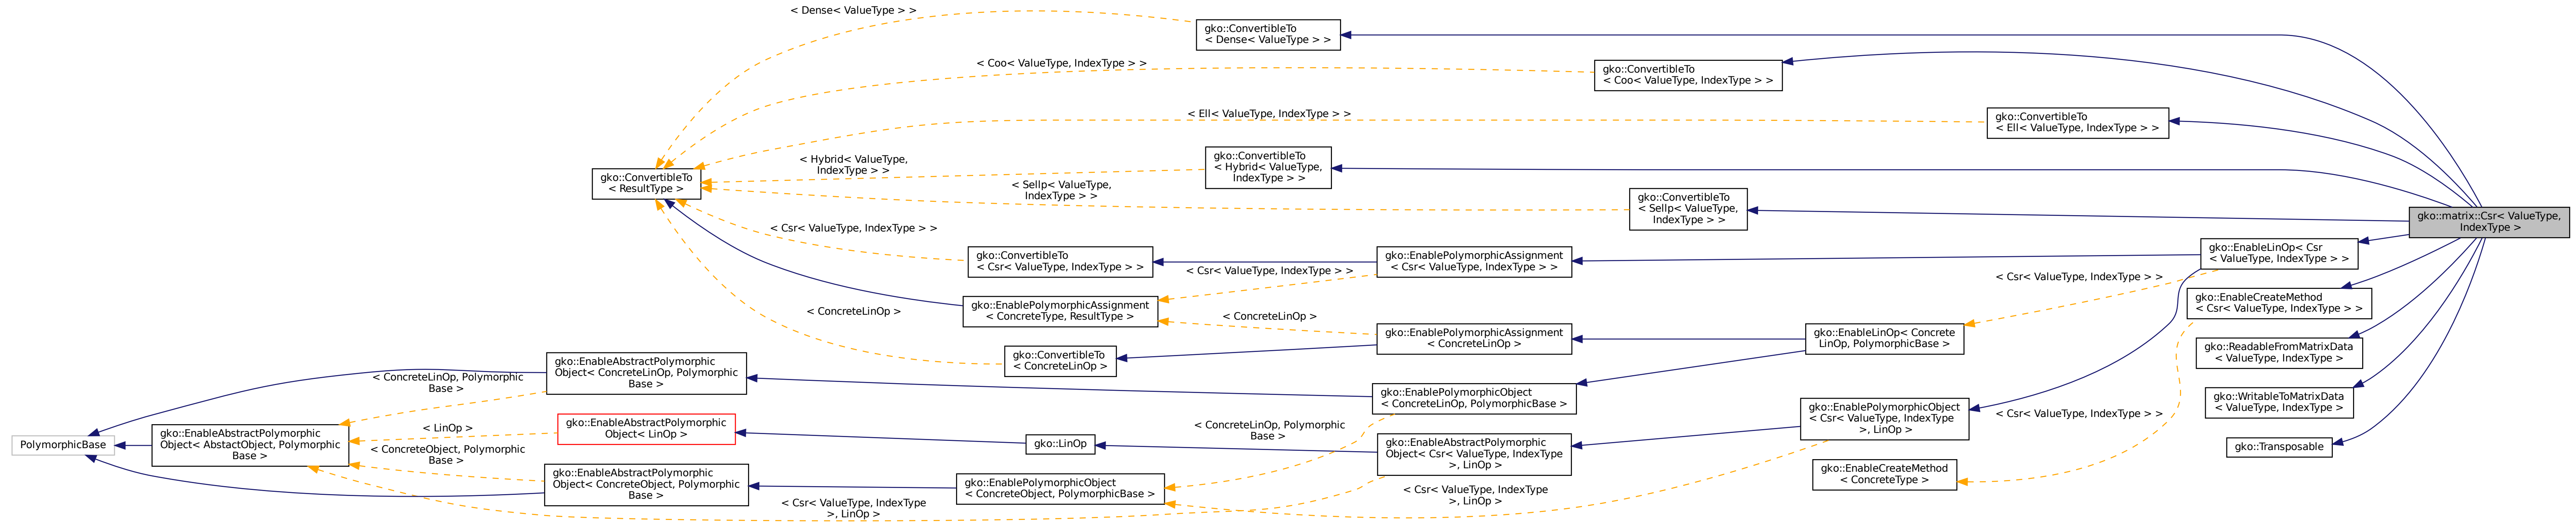 < Dense< ValueType > >
gko::ConvertibleTo
< Dense< ValueType > >
< Coo< ValueType, IndexType > >
gko::ConvertibleTo
< Coo< ValueType, IndexType > >
< Ell< ValueType, IndexType > >
gko::ConvertibleTo
< Ell< ValueType, IndexType > >
gko::ConvertibleTo
< ResultType >
< Hybrid< ValueType,
IndexType > >
gko::ConvertibleTo
< Hybrid< ValueType,
IndexType > >
< Sellp< ValueType,
IndexType > >
gko::ConvertibleTo
< Sellp< ValueType,
IndexType > >
gko::matrix::Csr< ValueType,
IndexType >
< Csr< ValueType, IndexType > >
gko::ConvertibleTo
< Csr< ValueType, IndexType > >
< Csr< ValueType, IndexType > >
gko::EnablePolymorphicAssignment
< Csr< ValueType, IndexType > >
gko::EnableLinOp< Csr
< ValueType, IndexType > >
< Csr< ValueType, IndexType > >
gko::EnablePolymorphicAssignment
< ConcreteType, ResultType >
gko::EnableCreateMethod
< Csr< ValueType, IndexType > >
< ConcreteLinOp >
< ConcreteLinOp >
gko::EnablePolymorphicAssignment
< ConcreteLinOp >
gko::EnableLinOp< Concrete
LinOp, PolymorphicBase >
gko::ReadableFromMatrixData
< ValueType, IndexType >
gko::ConvertibleTo
< ConcreteLinOp >
gko::EnableAbstractPolymorphic
Object< ConcreteLinOp, Polymorphic
Base >
< ConcreteLinOp, Polymorphic
Base >
gko::EnablePolymorphicObject
< ConcreteLinOp, PolymorphicBase >
gko::WritableToMatrixData
< ValueType, IndexType >
gko::EnablePolymorphicObject
< Csr< ValueType, IndexType
>, LinOp >
< Csr< ValueType, IndexType > >
PolymorphicBase
gko::EnableAbstractPolymorphic
Object< AbstactObject, Polymorphic
Base >
< LinOp >
gko::EnableAbstractPolymorphic
Object< LinOp >
gko::LinOp
< ConcreteLinOp, Polymorphic
Base >
gko::EnableAbstractPolymorphic
Object< Csr< ValueType, IndexType
>, LinOp >
gko::Transposable
< ConcreteObject, Polymorphic
Base >
gko::EnableAbstractPolymorphic
Object< ConcreteObject, Polymorphic
Base >
gko::EnablePolymorphicObject
< ConcreteObject, PolymorphicBase >
gko::EnableCreateMethod
< ConcreteType >
< Csr< ValueType, IndexType
>, LinOp >
< Csr< ValueType, IndexType
>, LinOp >